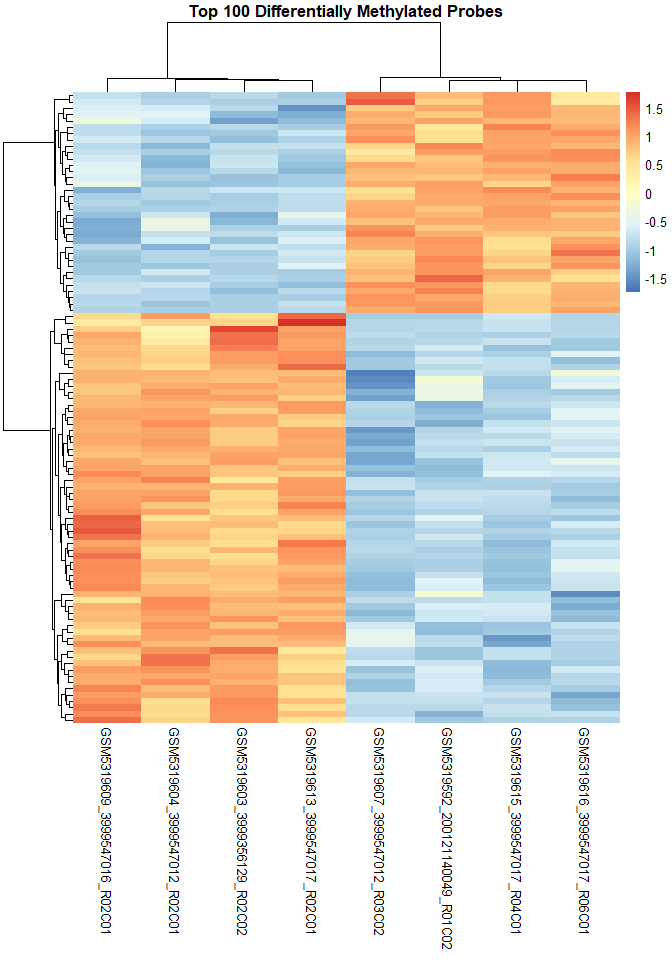 Top 100 Differentially Methylated Probes
1.5
1
0.5
0
-0.5
-1
-1.5
GSM5319609_3999547016_R02C01
GSM5319604_3999547012_R02C01
GSM5319603_3999356129_R02C02
GSM5319613_3999547017_R02C01
GSM5319607_3999547012_R03C02
GSM5319592_200121140049_R01C02
GSM5319615_3999547017_R04C01
GSM5319616_3999547017_R06C01